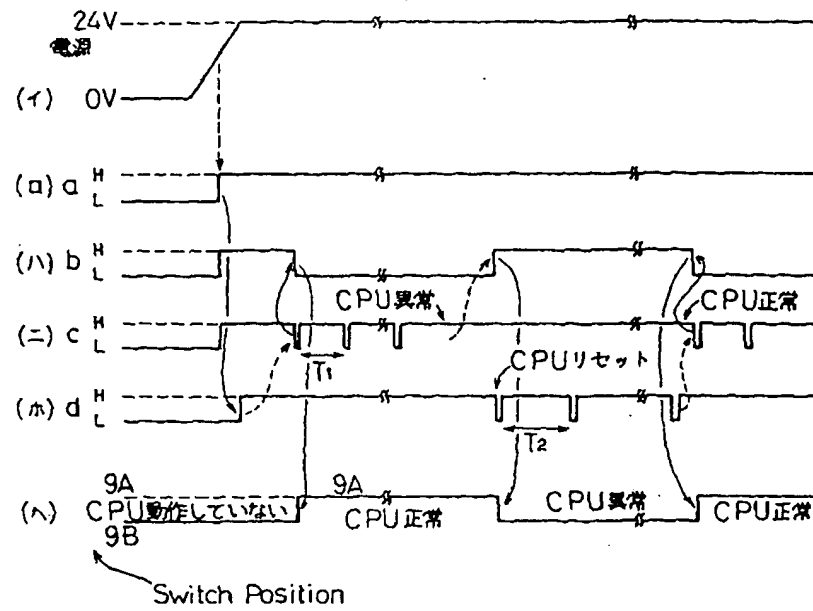 24V
電源
(イ) 0V
(ロ) a H
L
(ハ) b H
L
CPU異常
CPU正常
(ニ) c H
L
T1
CPUリセット
(ホ) d H
L
T2
9A
9A
(ヘ) CPU動作していない
CPU正常
CPU異常
CPU正常
9B
Switch Position